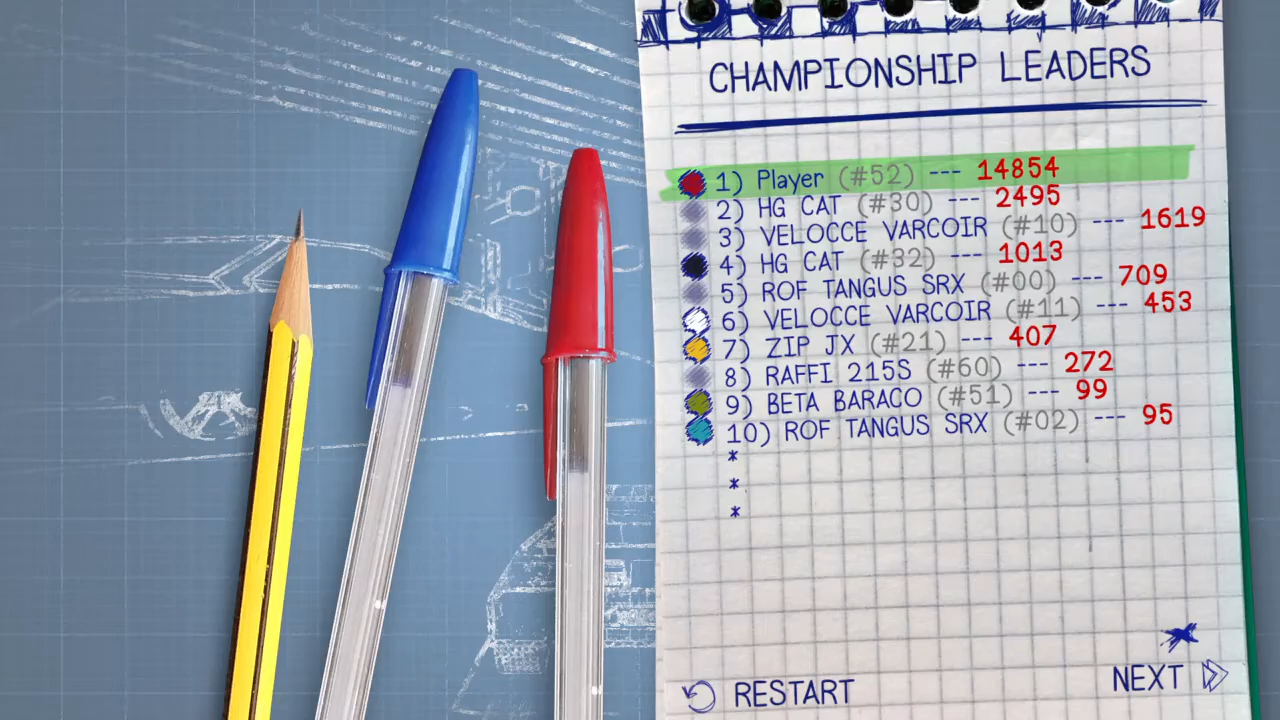 CHAMPIONSHIP LEADERS
1) Player (#52) --- 14854
2) HG CAT (#30) --- 2495
3) VELOCCE VARCOIR (#10) --- 1619
4) HG CAT (#32) --- 1013
5) ROF TANGUS SRX (#00) --- 709
6) VELOCCE VARCOIR (#11) --- 453
7) ZIP JX (#21) --- 407
8) RAFFI 215S (#60) --- 272
9) BETA BARACO (#51) --- 99
10) ROF TANGUS SRX (#02) --- 95
*
*
*
RESTART
NEXT